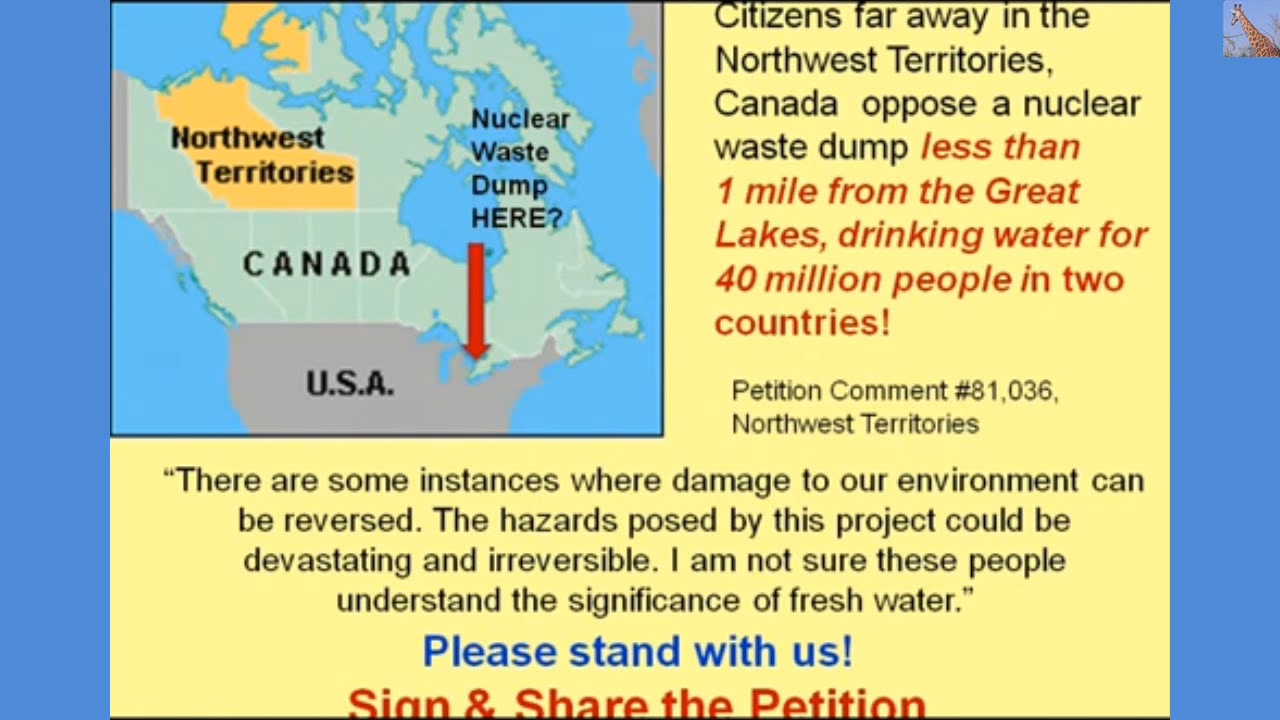 Citizens far away in the
Northwest Territories,
Canada oppose a nuclear
waste dump less than
1 mile from the Great
Lakes, drinking water for
40 million people in two
countries!
Nuclear
Waste
Dump
HERE?
Northwest
Territories
CANADA
U.S.A.
Petition Comment #81,036,
Northwest Territories
“There are some instances where damage to our environment can
be reversed. The hazards posed by this project could be
devastating and irreversible. I am not sure these people
understand the significance of fresh water.”
Please stand with us!
Sign & Share the Petition